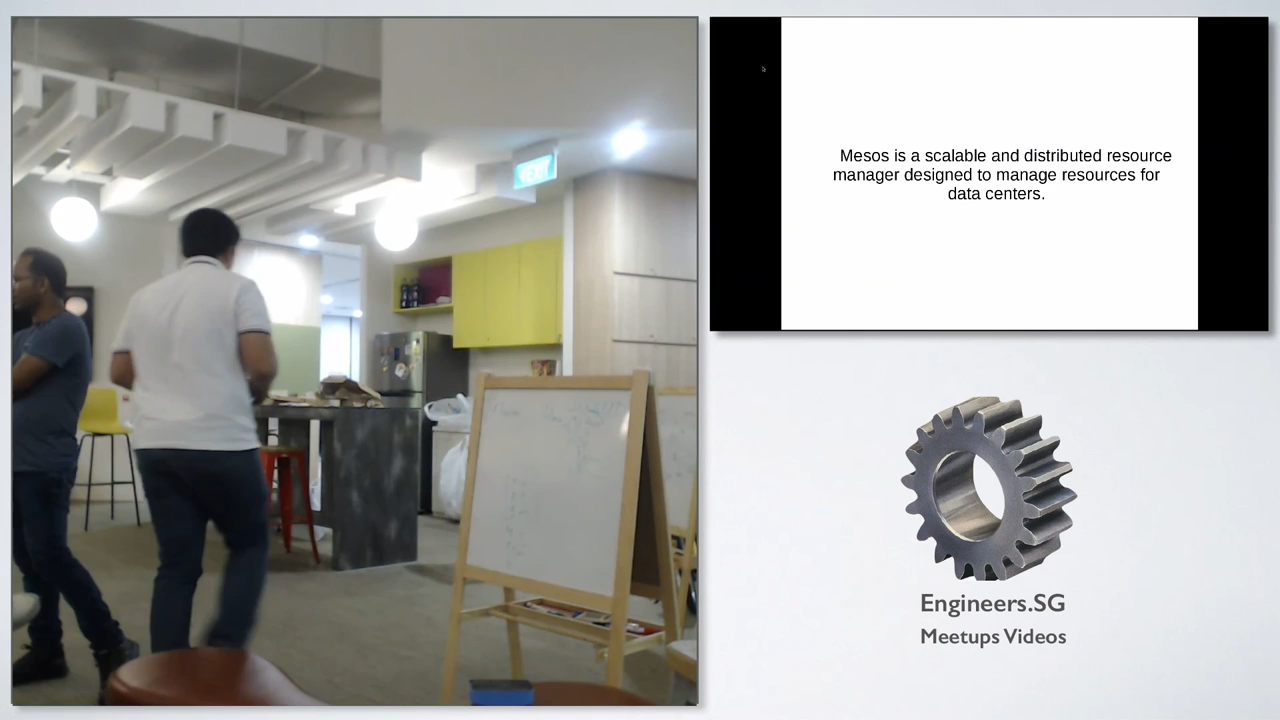 EXIT
Mesos is a scalable and distributed resource
manager designed to manage resources for
data centers.
Engineers.SG
Meetups Videos